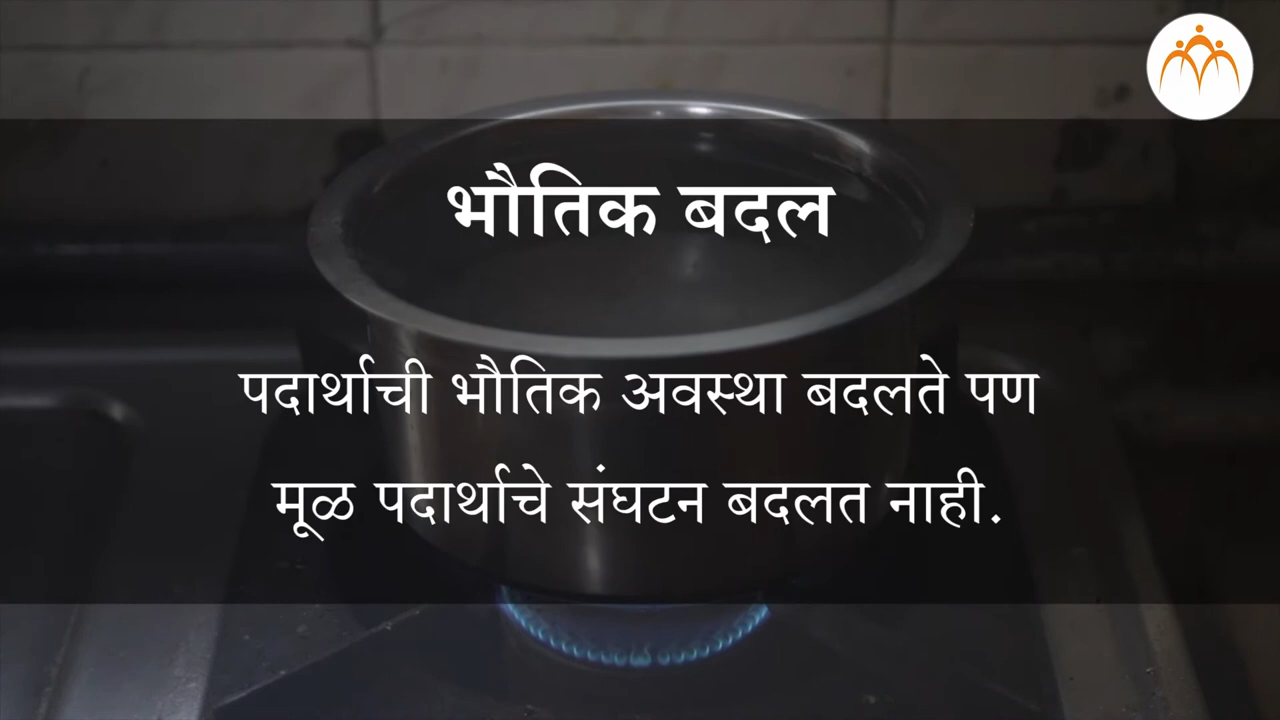 भौतिक बदल
पदार्थाची भौतिक अवस्था बदलते पण
मूळ पदार्थाचे संघटन बदलत नाही.